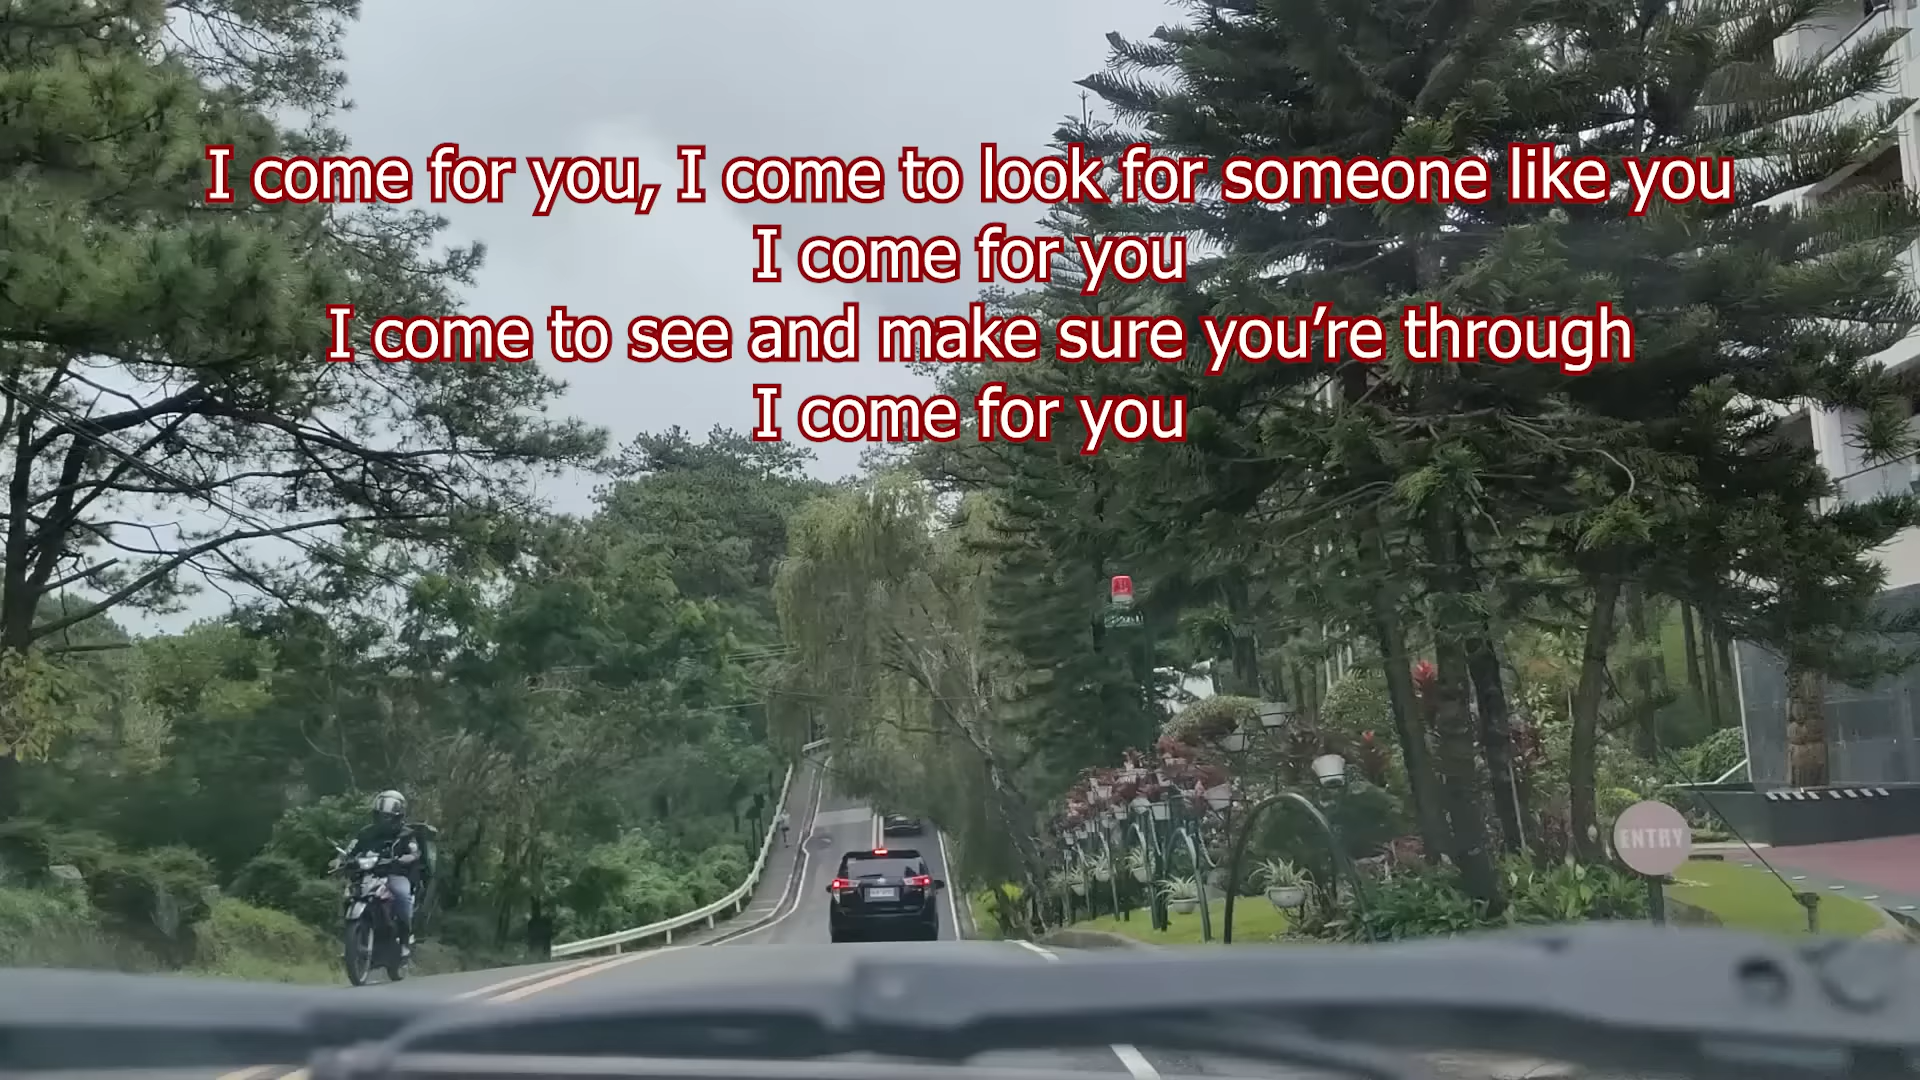 I come for you, I come to look for someone like you
I come for you
I come to see and make sure you’re through
I come for you
ENTRY